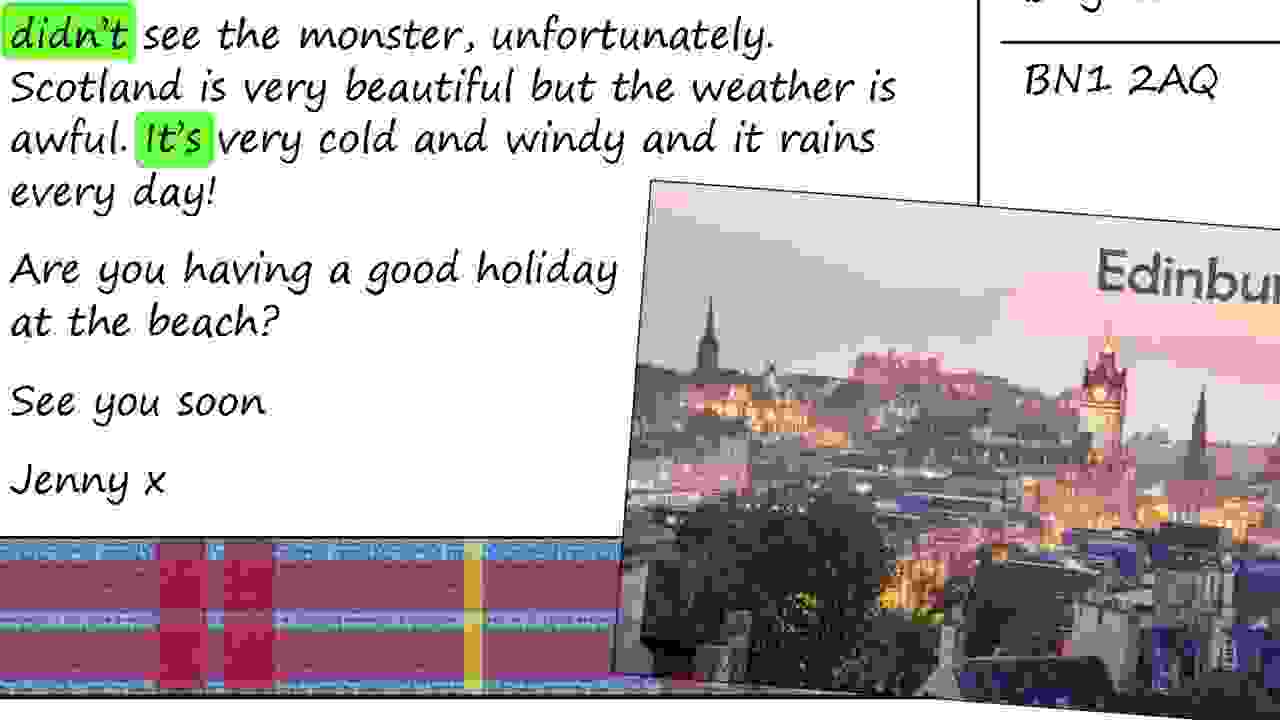 didn't see the monster, unfortunately.
Scotland is very beautiful but the weather is
awful. It's very cold and windy and it rains
every day!
Are you having a good holiday
at the beach?
See you soon
Jenny x
BN1 2AQ